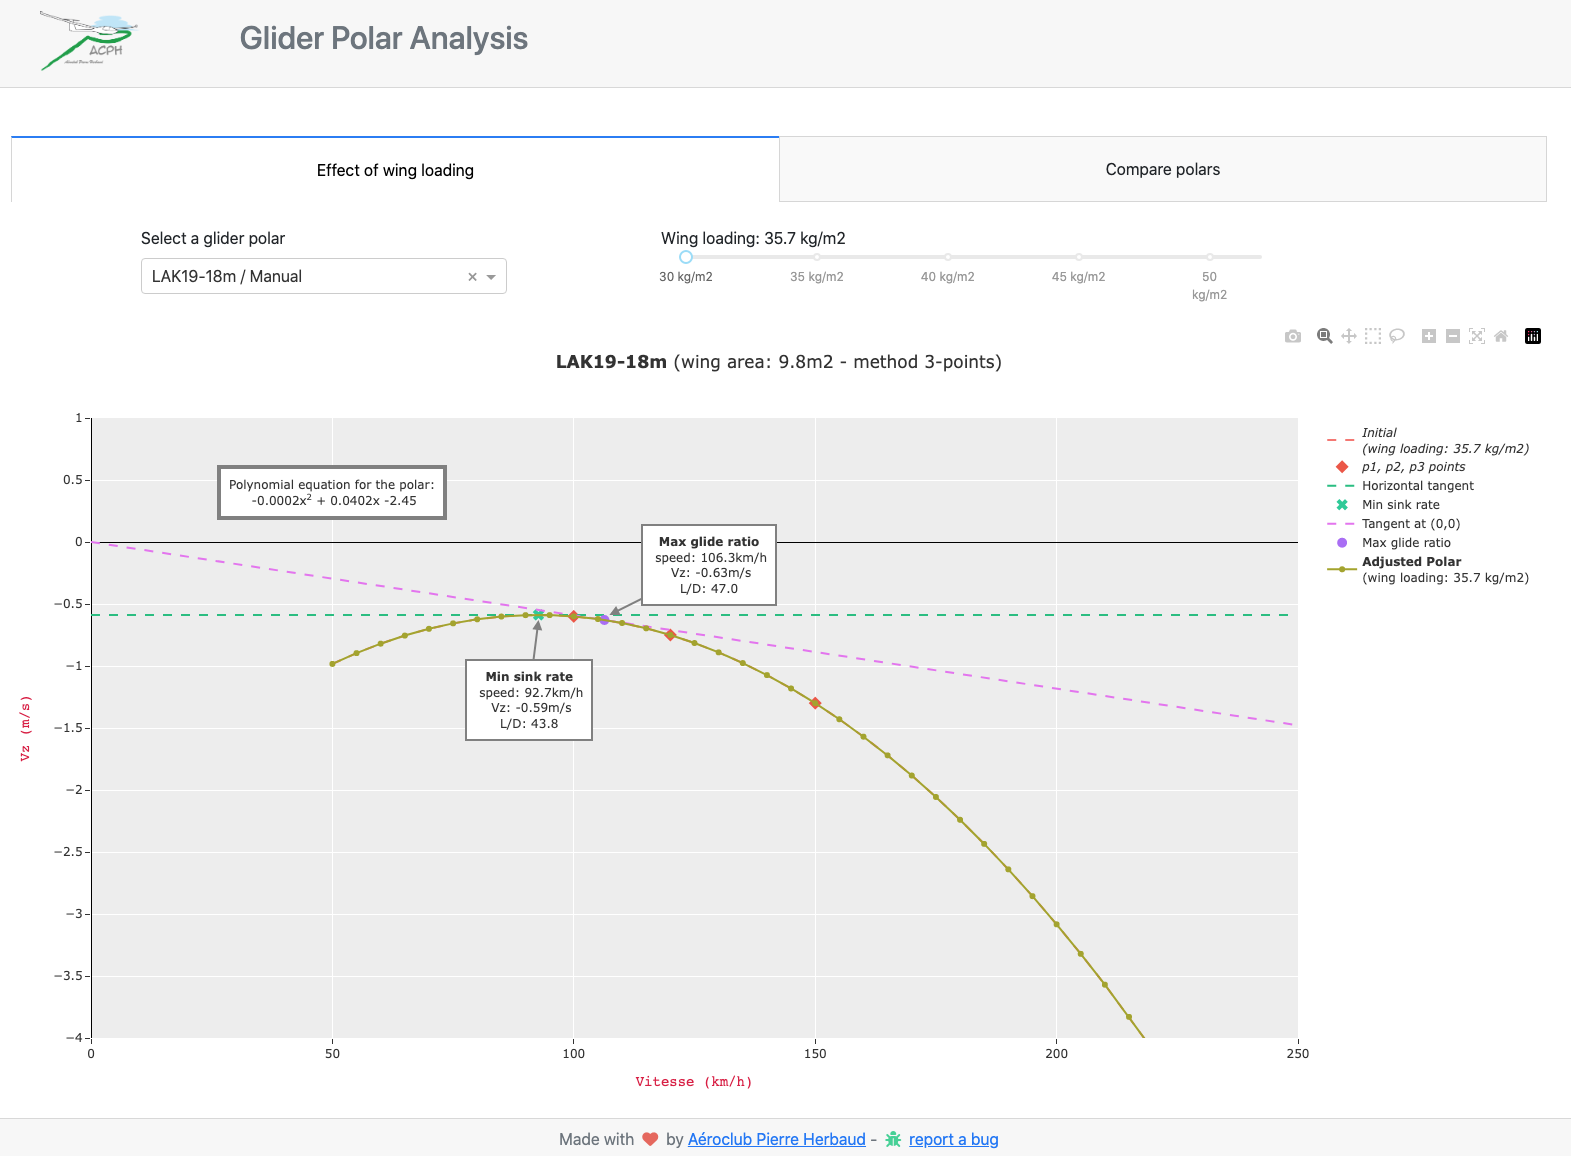 ACPH
Glider Polar Analysis
Effect of wing loading
Compare polars
Select a glider polar
LAK19-18m / Manual
Wing loading: 35.7 kg/m2
30 kg/m2
35 kg/m2
40 kg/m2
45 kg/m2
50
kg/m2
LAK19-18m (wing area: 9.8m2 - method 3-points)
1
0.5
0
−0.5
−1
−1.5
−2
−2.5
−3
−3.5
−4
Vz (m/s)
Polynomial equation for the polar:
-0.0002x² + 0.0402x -2.45
Max glide ratio
speed: 106.3km/h
Vz: -0.63m/s
L/D: 47.0
Min sink rate
speed: 92.7km/h
Vz: -0.59m/s
L/D: 43.8
0
50
100
150
200
250
Vitesse (km/h)
Initial
(wing loading: 35.7 kg/m2)
p1, p2, p3 points
Horizontal tangent
Min sink rate
Tangent at (0,0)
Max glide ratio
Adjusted Polar
(wing loading: 35.7 kg/m2)
Made with by Aéroclub Pierre Herbaud - report a bug